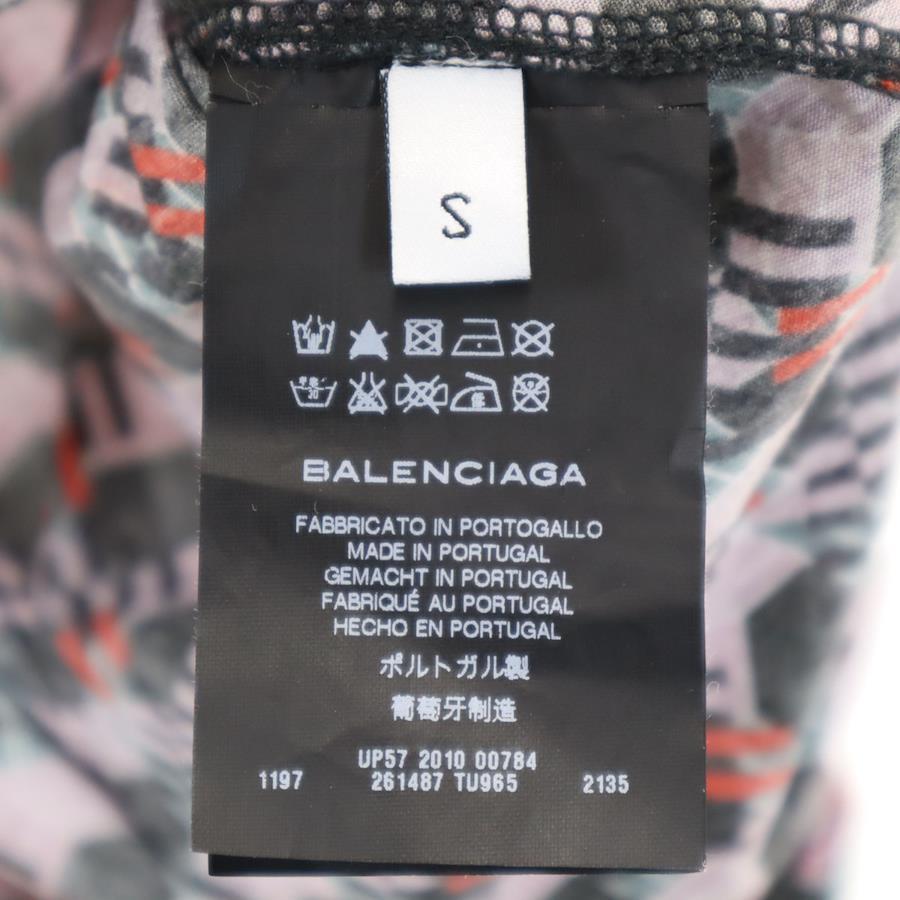 S
30
BALENCIAGA
FABBRICATO IN PORTOGALLO
MADE IN PORTUGAL
GEMACHT IN PORTUGAL
FABRIQUÉ AU PORTUGAL
HECHO EN PORTUGAL
ポルトガル製
葡萄牙制造
UP57 2010 00784
1197 261487 TU965 2135